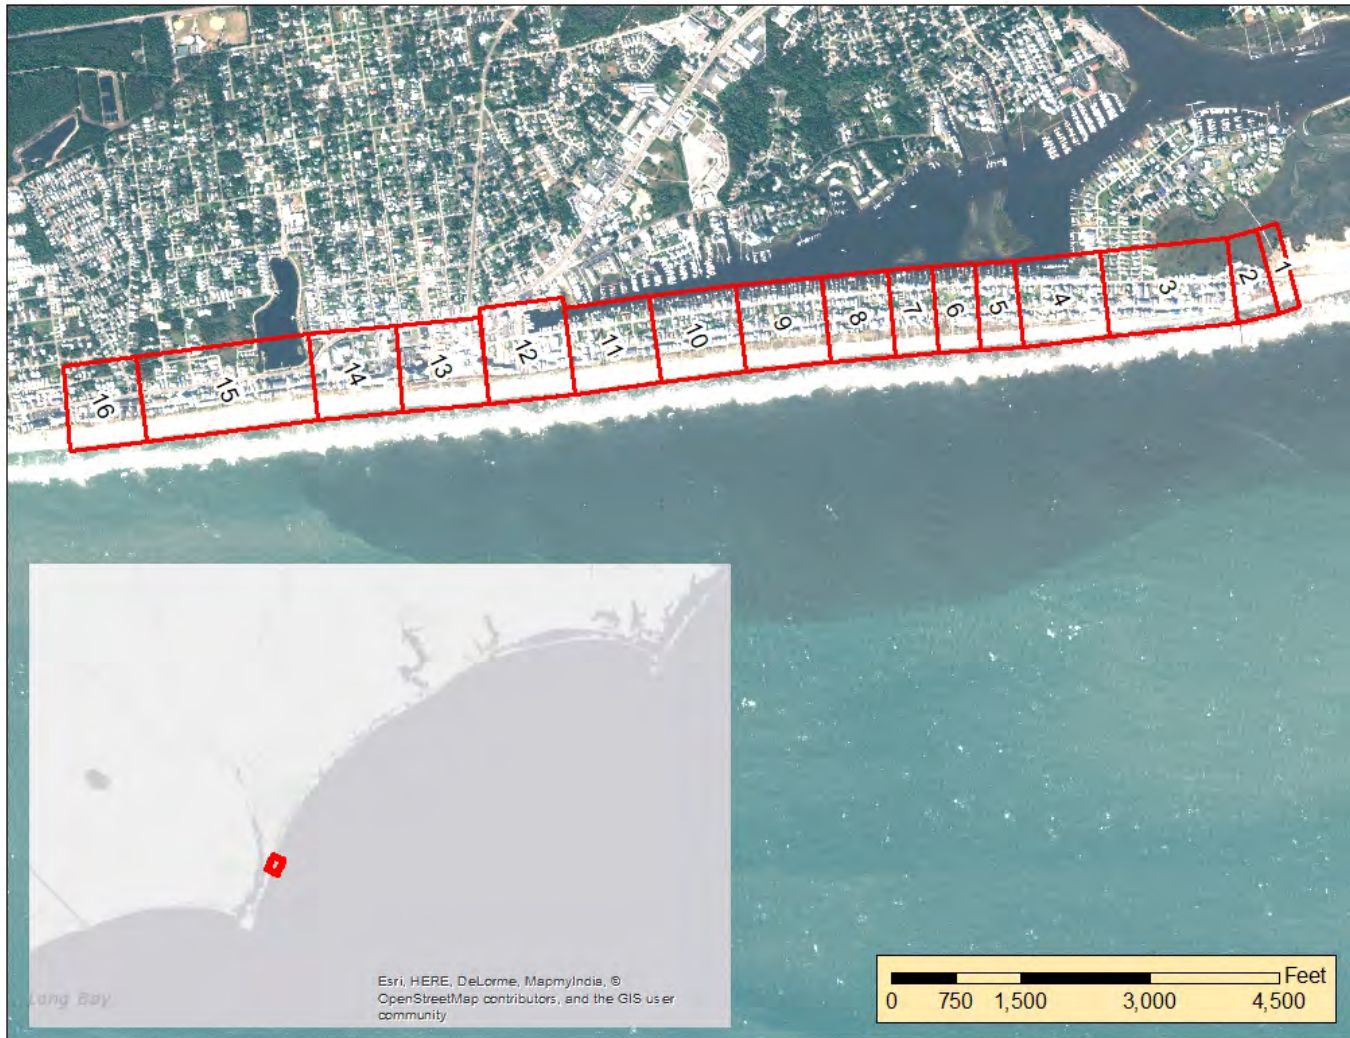 1
2
3
4
5
6
7
8
9
10
11
12
13
14
15
16
Esri, HERE, DeLorme, MapmyIndia, ©
OpenStreetMap contributors, and the GIS user
community
Long Bay
Feet
0 750 1,500 3,000 4,500